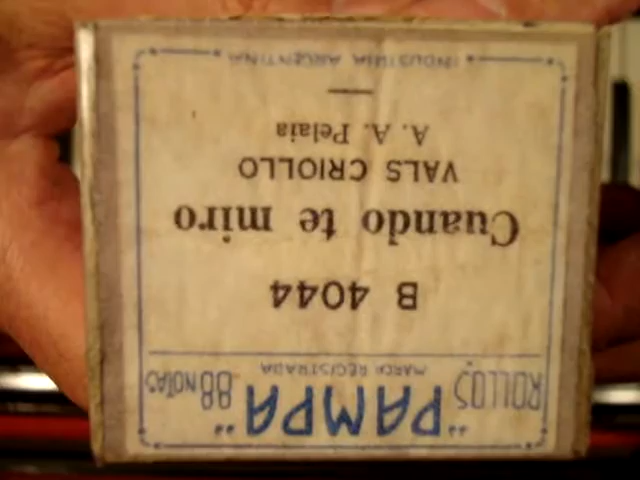 ROLLOS "PAMPA" 88 NOTAS
MARCA REGISTRADA
B 4044
Cuando te miro
VALS CRIOLLO
A. A. Pelaia
INDUSTRIA ARGENTINA